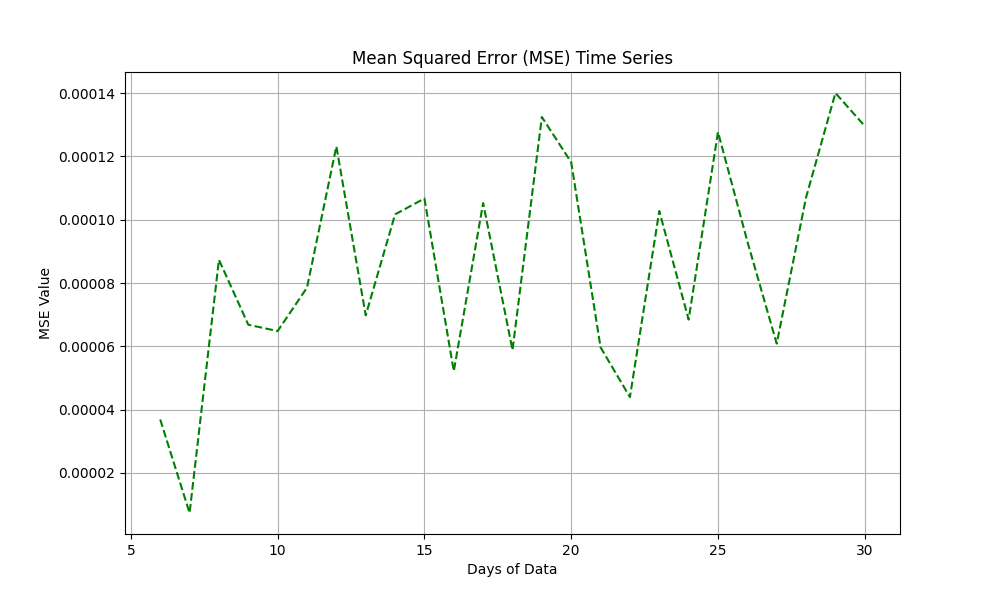 Mean Squared Error (MSE) Time Series
MSE Value
0.00014
0.00012
0.00010
0.00008
0.00006
0.00004
0.00002
5 10 15 20 25 30
Days of Data